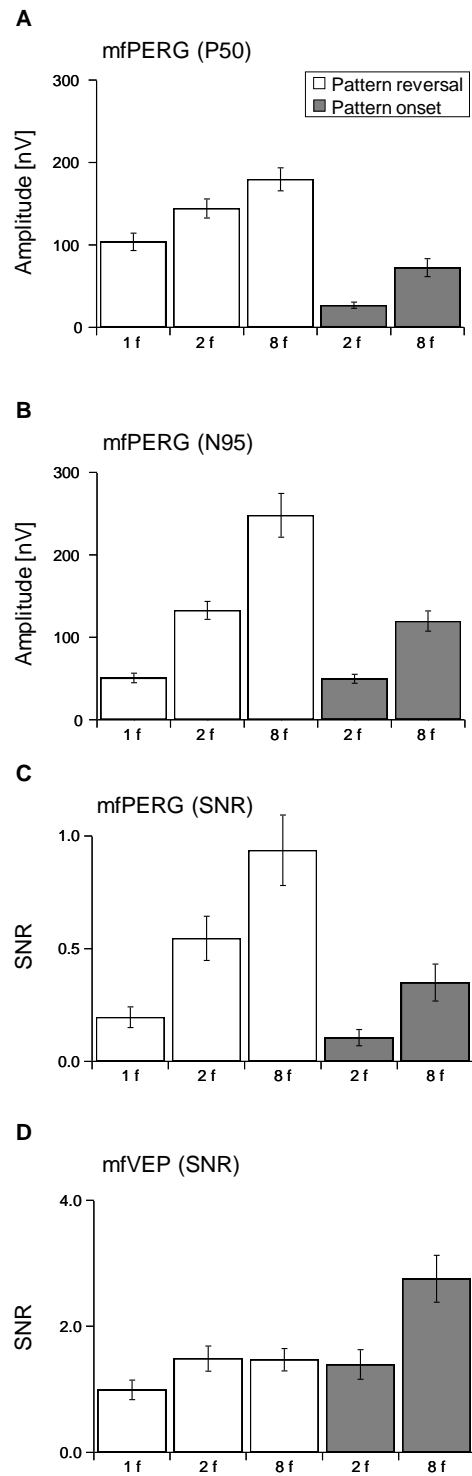 A
mfPERG (P50)
300
200
100
0
Amplitude [nV]
Pattern reversal
Pattern onset
1 f 2 f 8 f 2 f 8 f
B
mfPERG (N95)
300
200
100
0
Amplitude [nV]
1 f 2 f 8 f 2 f 8 f
C
mfPERG (SNR)
1.0
0.5
0.0
SNR
1 f 2 f 8 f 2 f 8 f
D
mfVEP (SNR)
4.0
2.0
0.0
SNR
1 f 2 f 8 f 2 f 8 f